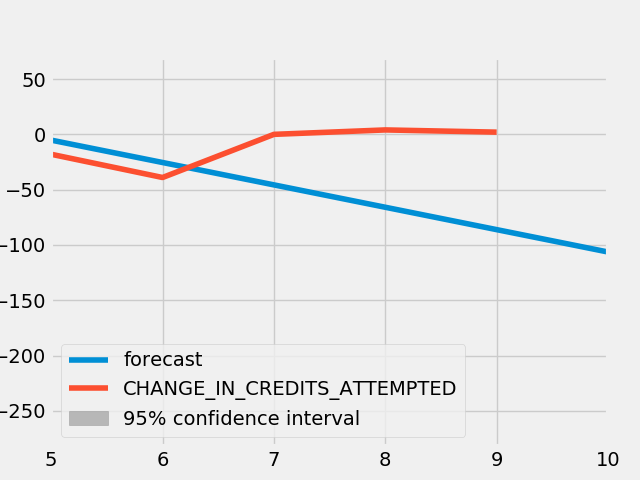 50
0
−50
−100
−150
−200
−250
forecast
CHANGE_IN_CREDITS_ATTEMPTED
95% confidence interval
5 6 7 8 9 10